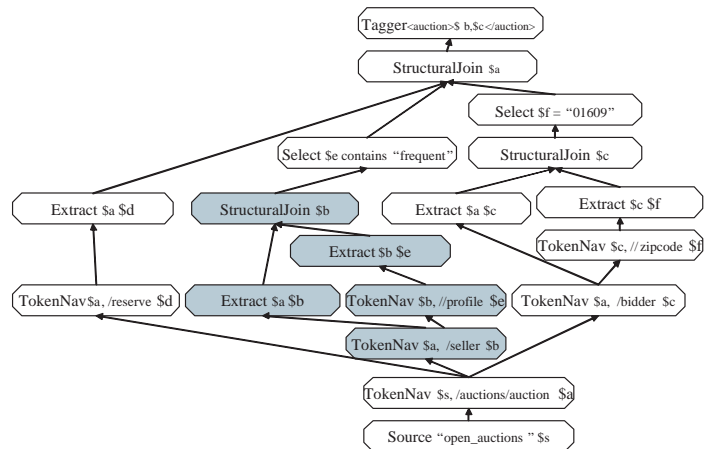 Tagger<auction>$ b,$c</auction>
StructuralJoin $a
Select $f = “01609”
Select $e contains “frequent”
StructuralJoin $c
Extract $a $d
StructuralJoin $b
Extract $a $c
Extract $c $f
Extract $b $e
TokenNav $c, //zipcode $f
TokenNav$a, /reserve $d
Extract $a $b
TokenNav $b, //profile $e
TokenNav $a, /bidder $c
TokenNav $a, /seller $b
TokenNav $s, /auctions/auction $a
Source “open_auctions ” $s